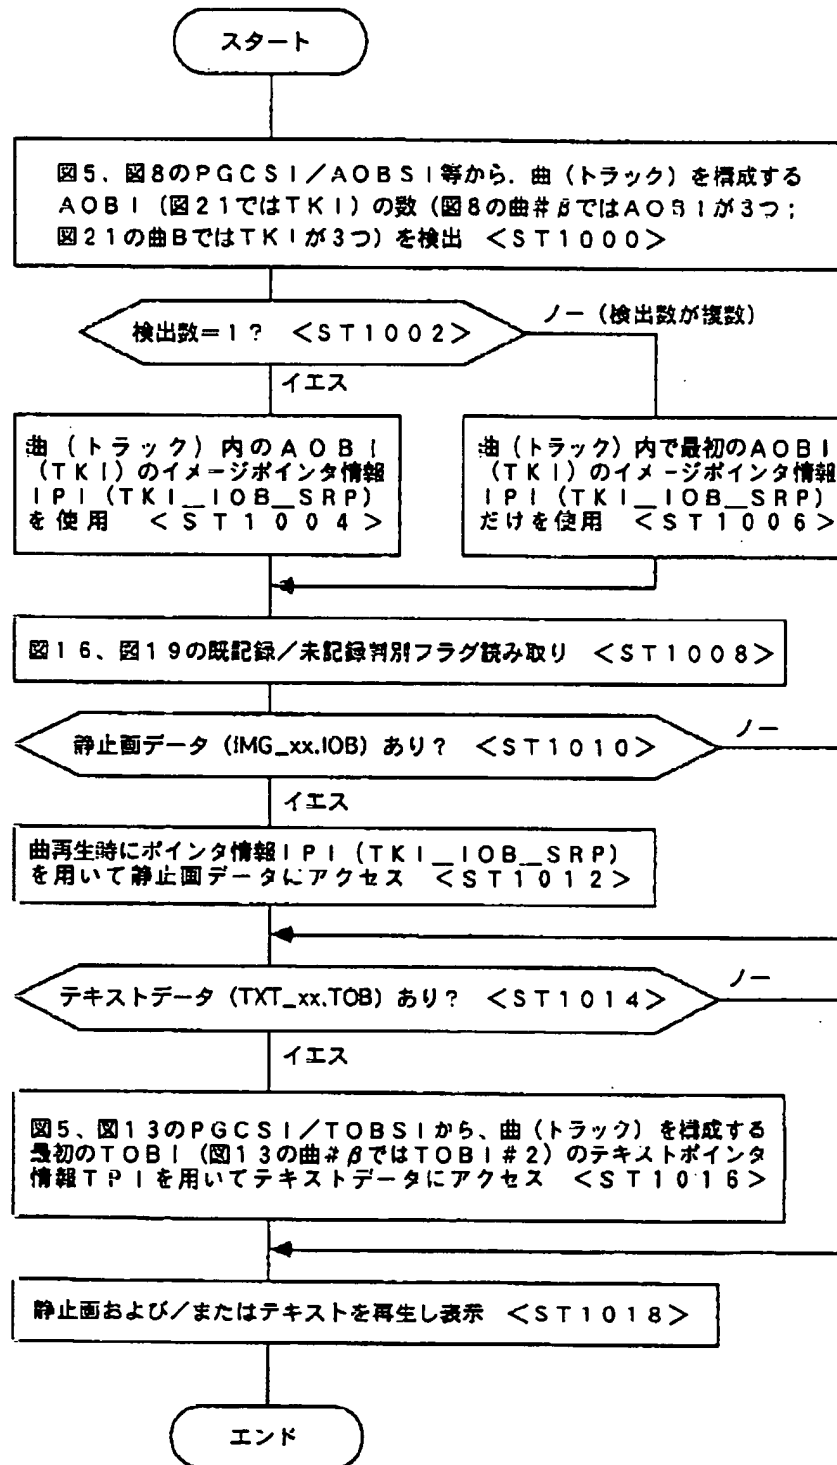 スタート
図5、図8のPGCSI/AOBSI等から、曲(トラック)を構成する
AOBI(図21ではTKI)の数(図8の曲#βではAOBIが3つ;
図21の曲BではTKIが3つ)を検出 <ST1000>
検出数=1? <ST1002>
ノー(検出数が複数)
イエス
曲(トラック)内のAOBI
(TKI)のイメージポインタ情報
IPI(TKI_IOB_SRP)
を使用 <ST1004>
曲(トラック)内で最初のAOBI
(TKI)のイメージポインタ情報
IPI(TKI_IOB_SRP)
だけを使用 <ST1006>
図16、図19の既記録/未記録判別フラグ読み取り <ST1008>
静止画データ(IMG_xx.IOB)あり? <ST1010>
ノー
イエス
曲再生時にポインタ情報IPI(TKI_IOB_SRP)
を用いて静止画データにアクセス <ST1012>
テキストデータ(TXT_xx.TOB)あり? <ST1014>
ノー
イエス
図5、図13のPGCSI/TOBSIから、曲(トラック)を構成する
最初のTOBI(図13の曲#βではTOBI#2)のテキストポインタ
情報TPIを用いてテキストデータにアクセス <ST1016>
静止画および/またはテキストを再生し表示 <ST1018>
エンド